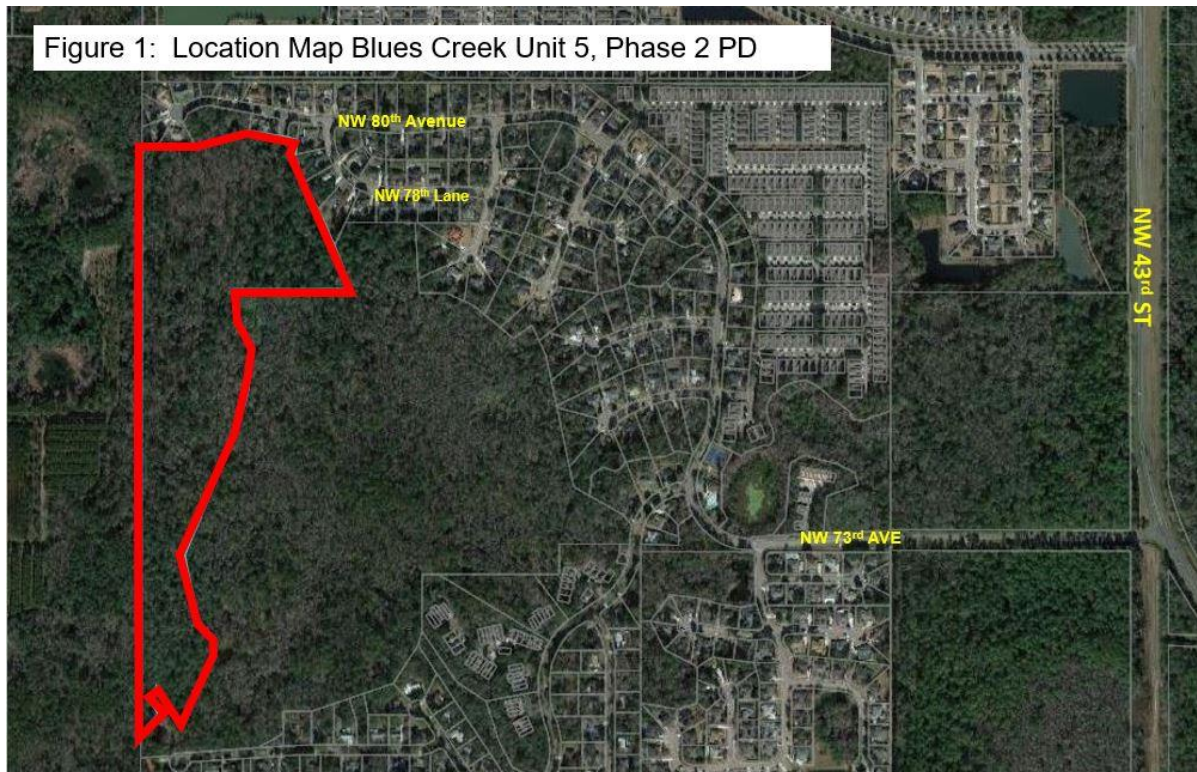 Figure 1:  Location Map Blues Creek Unit 5, Phase 2 PD
NW 80th Avenue
NW 78th Lane
NW 43rd ST
NW 73rd AVE